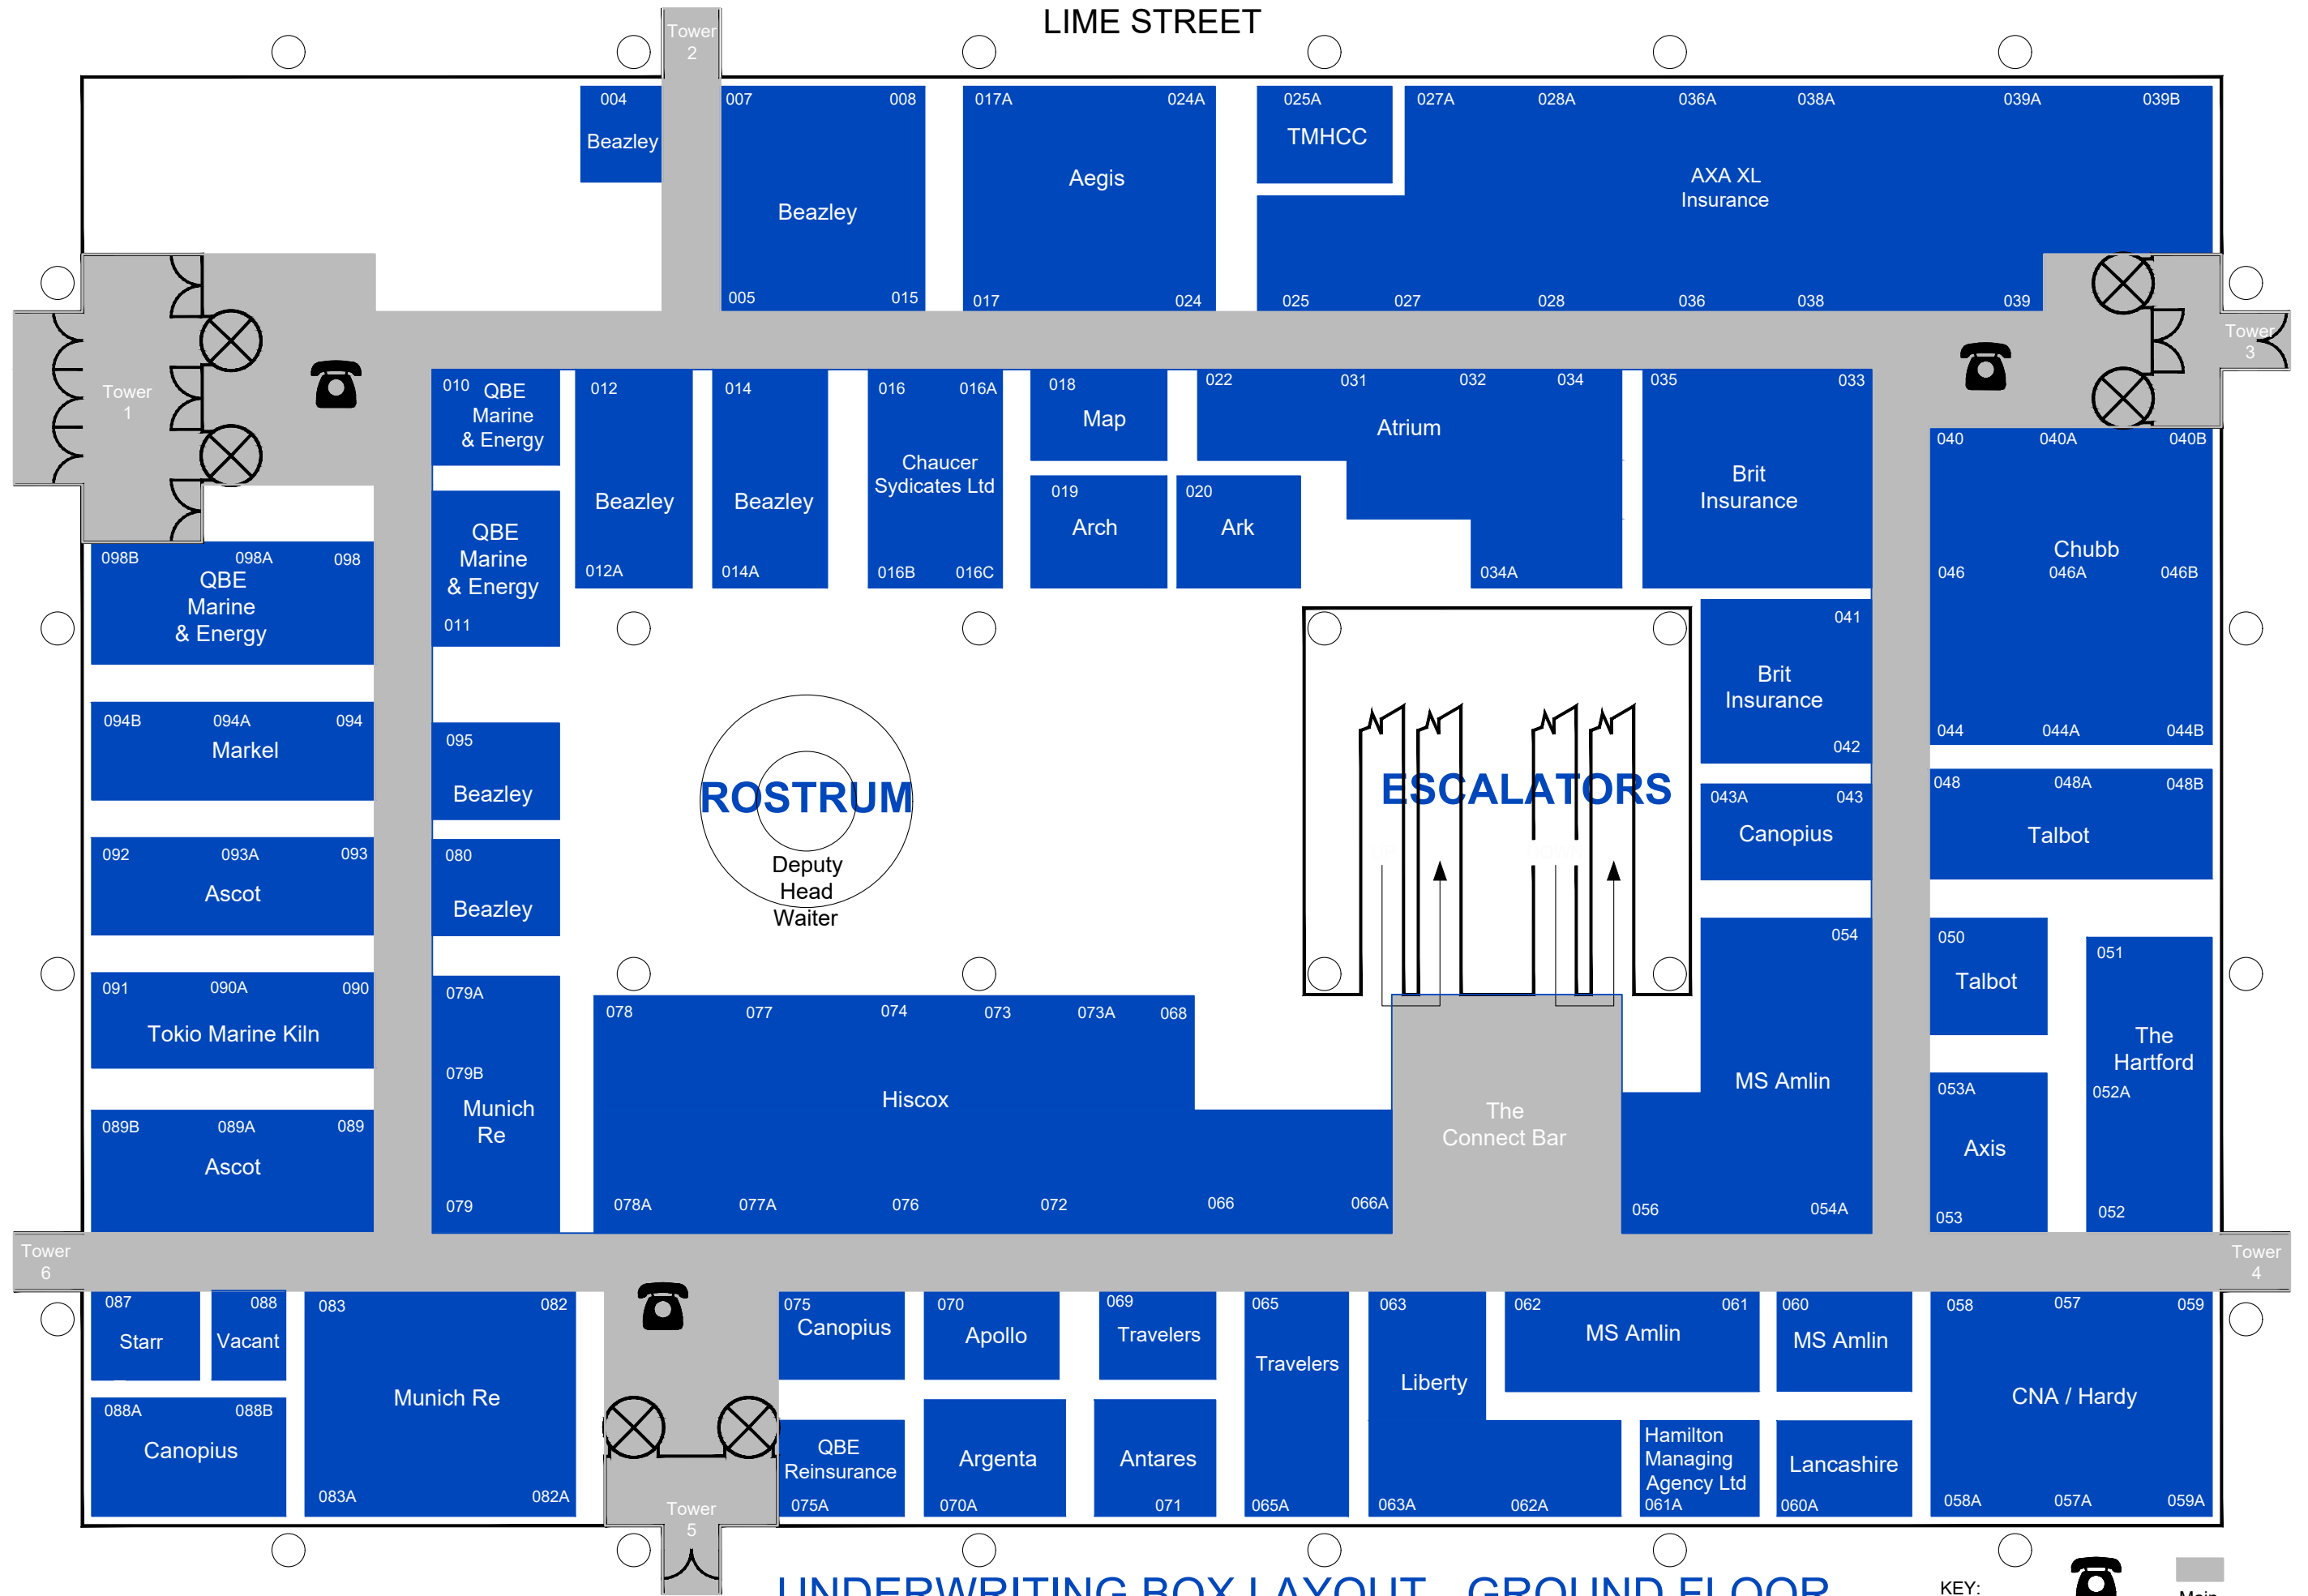 LIME STREET
Tower
2
004
Beazley
007 008
Beazley
005 015
017A 024A
Aegis
017 024
025A
TMHCC
027A 028A 036A 038A 039A 039B
AXA XL
Insurance
025 027 028 036 038 039
Tower
1
Tower
3
010 QBE
Marine
& Energy
012
Beazley
012A
014
Beazley
014A
016 016A
Chaucer
Sydicates Ltd
016B 016C
018
Map
019
Arch
020
Ark
022 031 032 034
Atrium
034A
035 033
Brit
Insurance
040 040A 040B
Chubb
046 046A 046B
044 044A 044B
QBE
Marine
& Energy
011
098B 098A 098
QBE
Marine
& Energy
041
Brit
Insurance
042
094B 094A 094
Markel
095
Beazley
ROSTRUM
Deputy
Head
Waiter
ESCALATORS
043A 043
Canopius
048 048A 048B
Talbot
092 093A 093
Ascot
080
Beazley
054
MS Amlin
056 054A
050
Talbot
051
The
Hartford
052A
052
091 090A 090
Tokio Marine Kiln
079A
079B
Munich
Re
079
078 077 074 073 073A 068
Hiscox
078A 077A 076 072 066 066A
The
Connect Bar
053A
Axis
053
089B 089A 089
Ascot
Tower
6
Tower
4
087
Starr
088
Vacant
083 082
Munich Re
083A 082A
088A 088B
Canopius
Tower
5
075
Canopius
QBE
Reinsurance
075A
070
Apollo
Argenta
070A
069
Travelers
Antares
071
065
Travelers
065A
063
Liberty
063A 062A
062 061
MS Amlin
060
MS Amlin
Hamilton
Managing
Agency Ltd
061A
Lancashire
060A
058 057 059
CNA / Hardy
058A 057A 059A
UNDERWRITING BOX LAYOUT - GROUND FLOOR
KEY:
Main